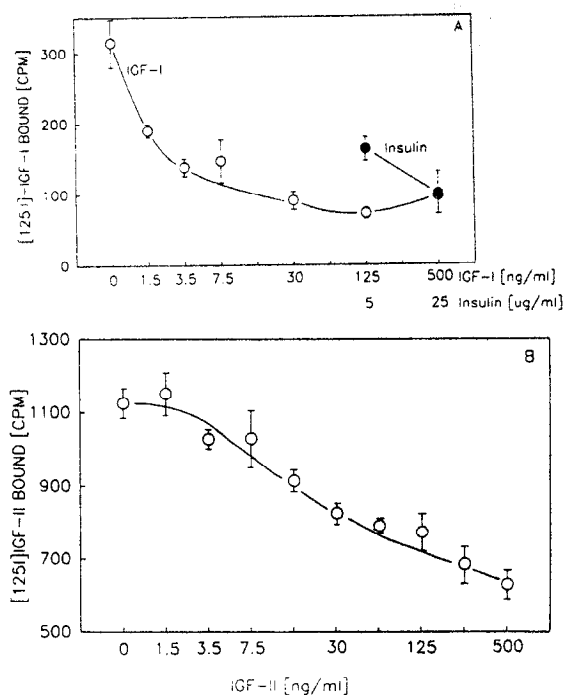 A
300
200
100
0
[125I]-IGF-I BOUND [CPM]
IGF-I
Insulin
0 1.5 3.5 7.5 30 125 500 IGF-I [ng/ml]
5 25 Insulin [ug/ml]
B
1300
1100
900
700
500
[125I]IGF-II BOUND [CPM]
0 1.5 3.5 7.5 30 125 500
IGF-II [ng/ml]